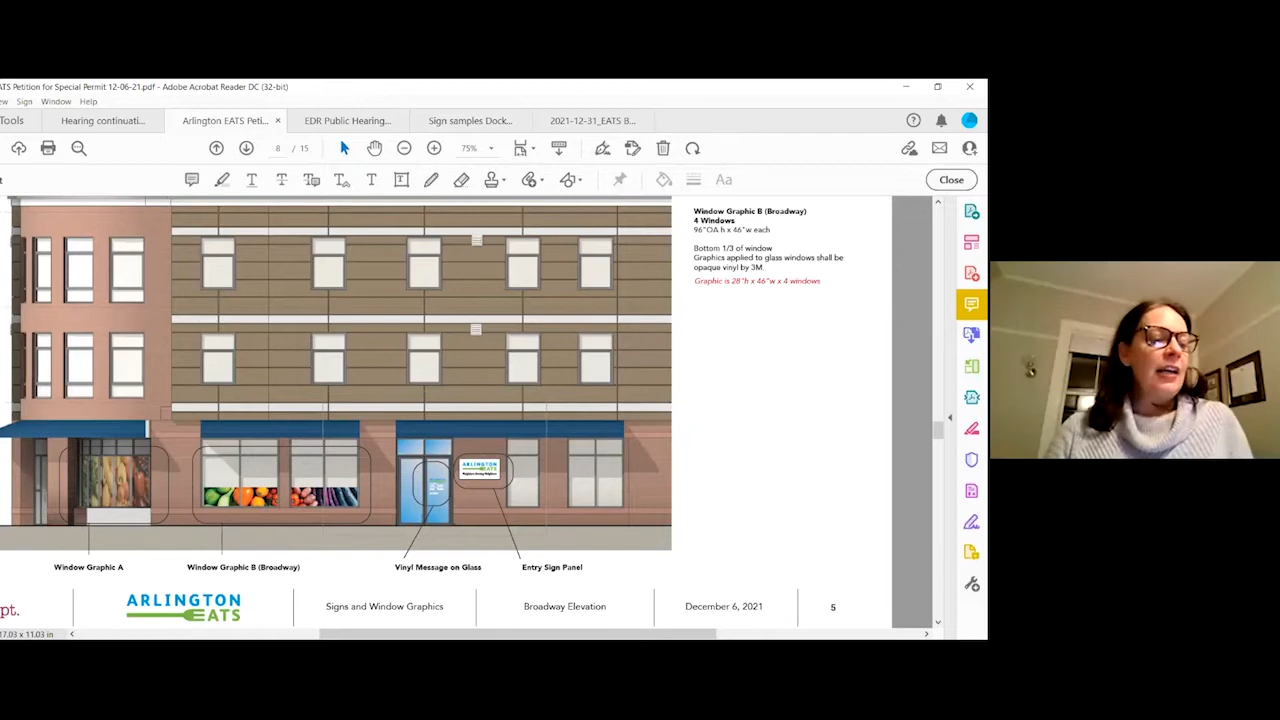 ATS Petition for Special Permit 12-06-21.pdf - Adobe Acrobat Reader DC (32-bit)
ew Sign Window Help
Tools Hearing continuati... Arlington EATS Peti... × EDR Public Hearing... Sign samples Dock... 2021-12-31_EATS B...
8 / 15 75%
t Aa Close
Window Graphic B (Broadway)
4 Windows
96"OA h x 46"w each
Bottom 1/3 of window
Graphics applied to glass windows shall be
opaque vinyl by 3M.
Graphic is 28"h x 46"w x 4 windows
ARLINGTON
EATS
Window Graphic A Window Graphic B (Broadway) Vinyl Message on Glass Entry Sign Panel
pt. ARLINGTON EATS Signs and Window Graphics Broadway Elevation December 6, 2021 5
17.03 x 11.03 in